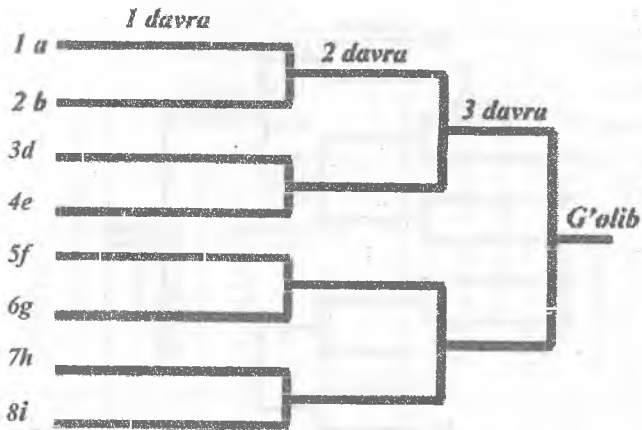 1 davra
1 a
2 davra
2 b
3 davra
3d
4e
G'olib
5f
6g
7h
8i